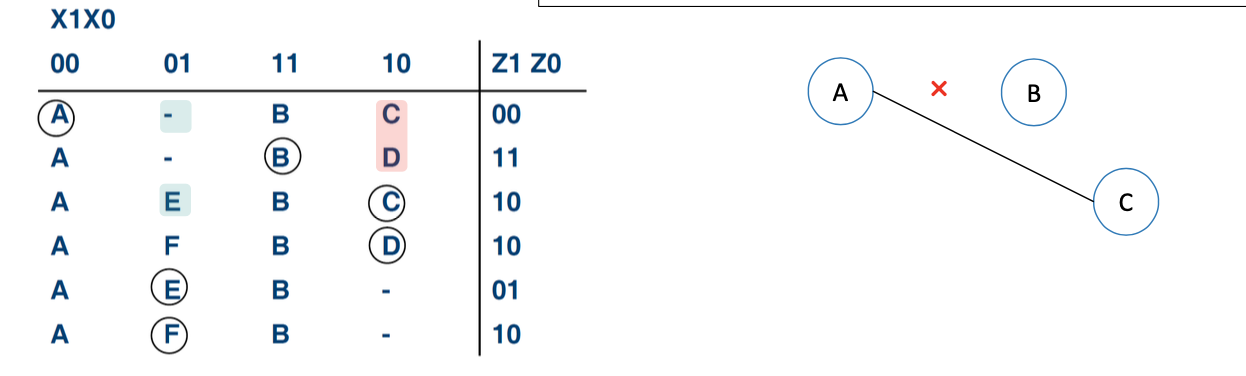 X1X0
00 01 11 10 Z1 Z0
A - B C 00
A - B D 11
A E B C 10
A F B D 10
A E B - 01
A F B - 10
A B
C